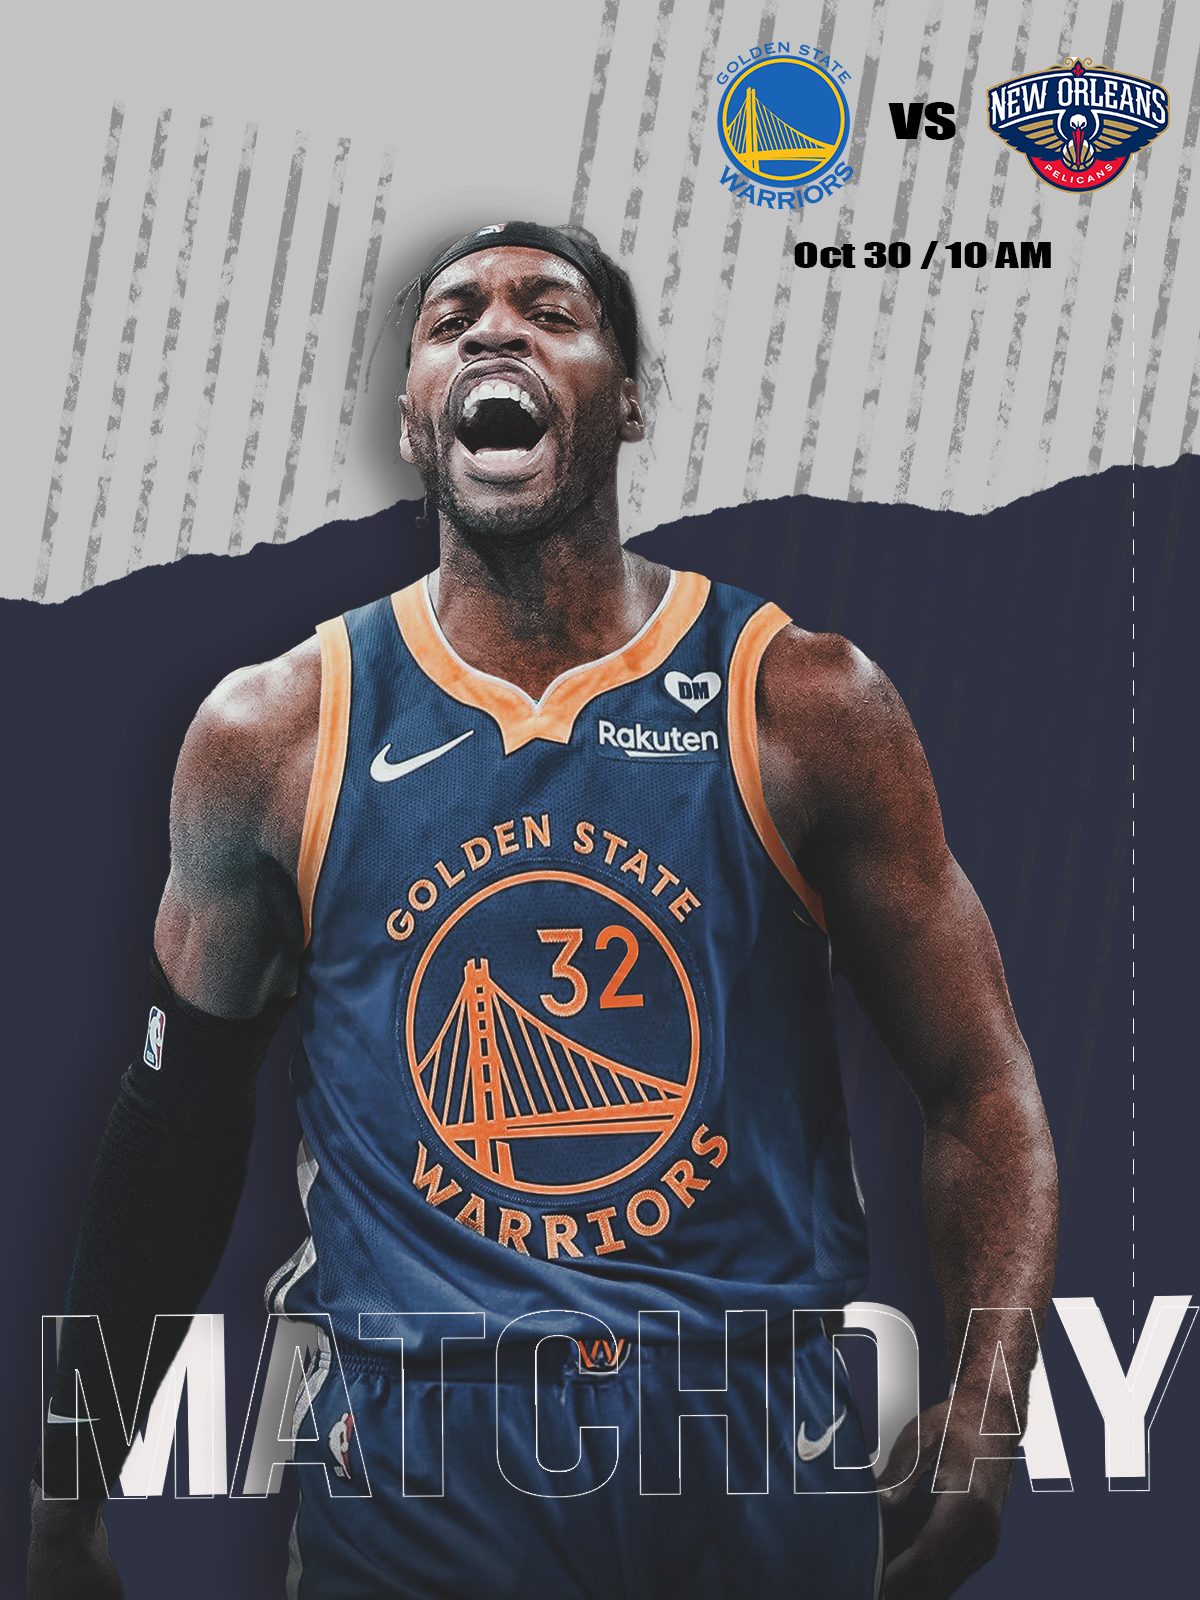 GOLDEN STATE
WARRIORS
VS
NEW ORLEANS
PELICANS
Oct 30 / 10 AM
DM
Rakuten
GOLDEN STATE
32
WARRIORS
W
MATCHDAY